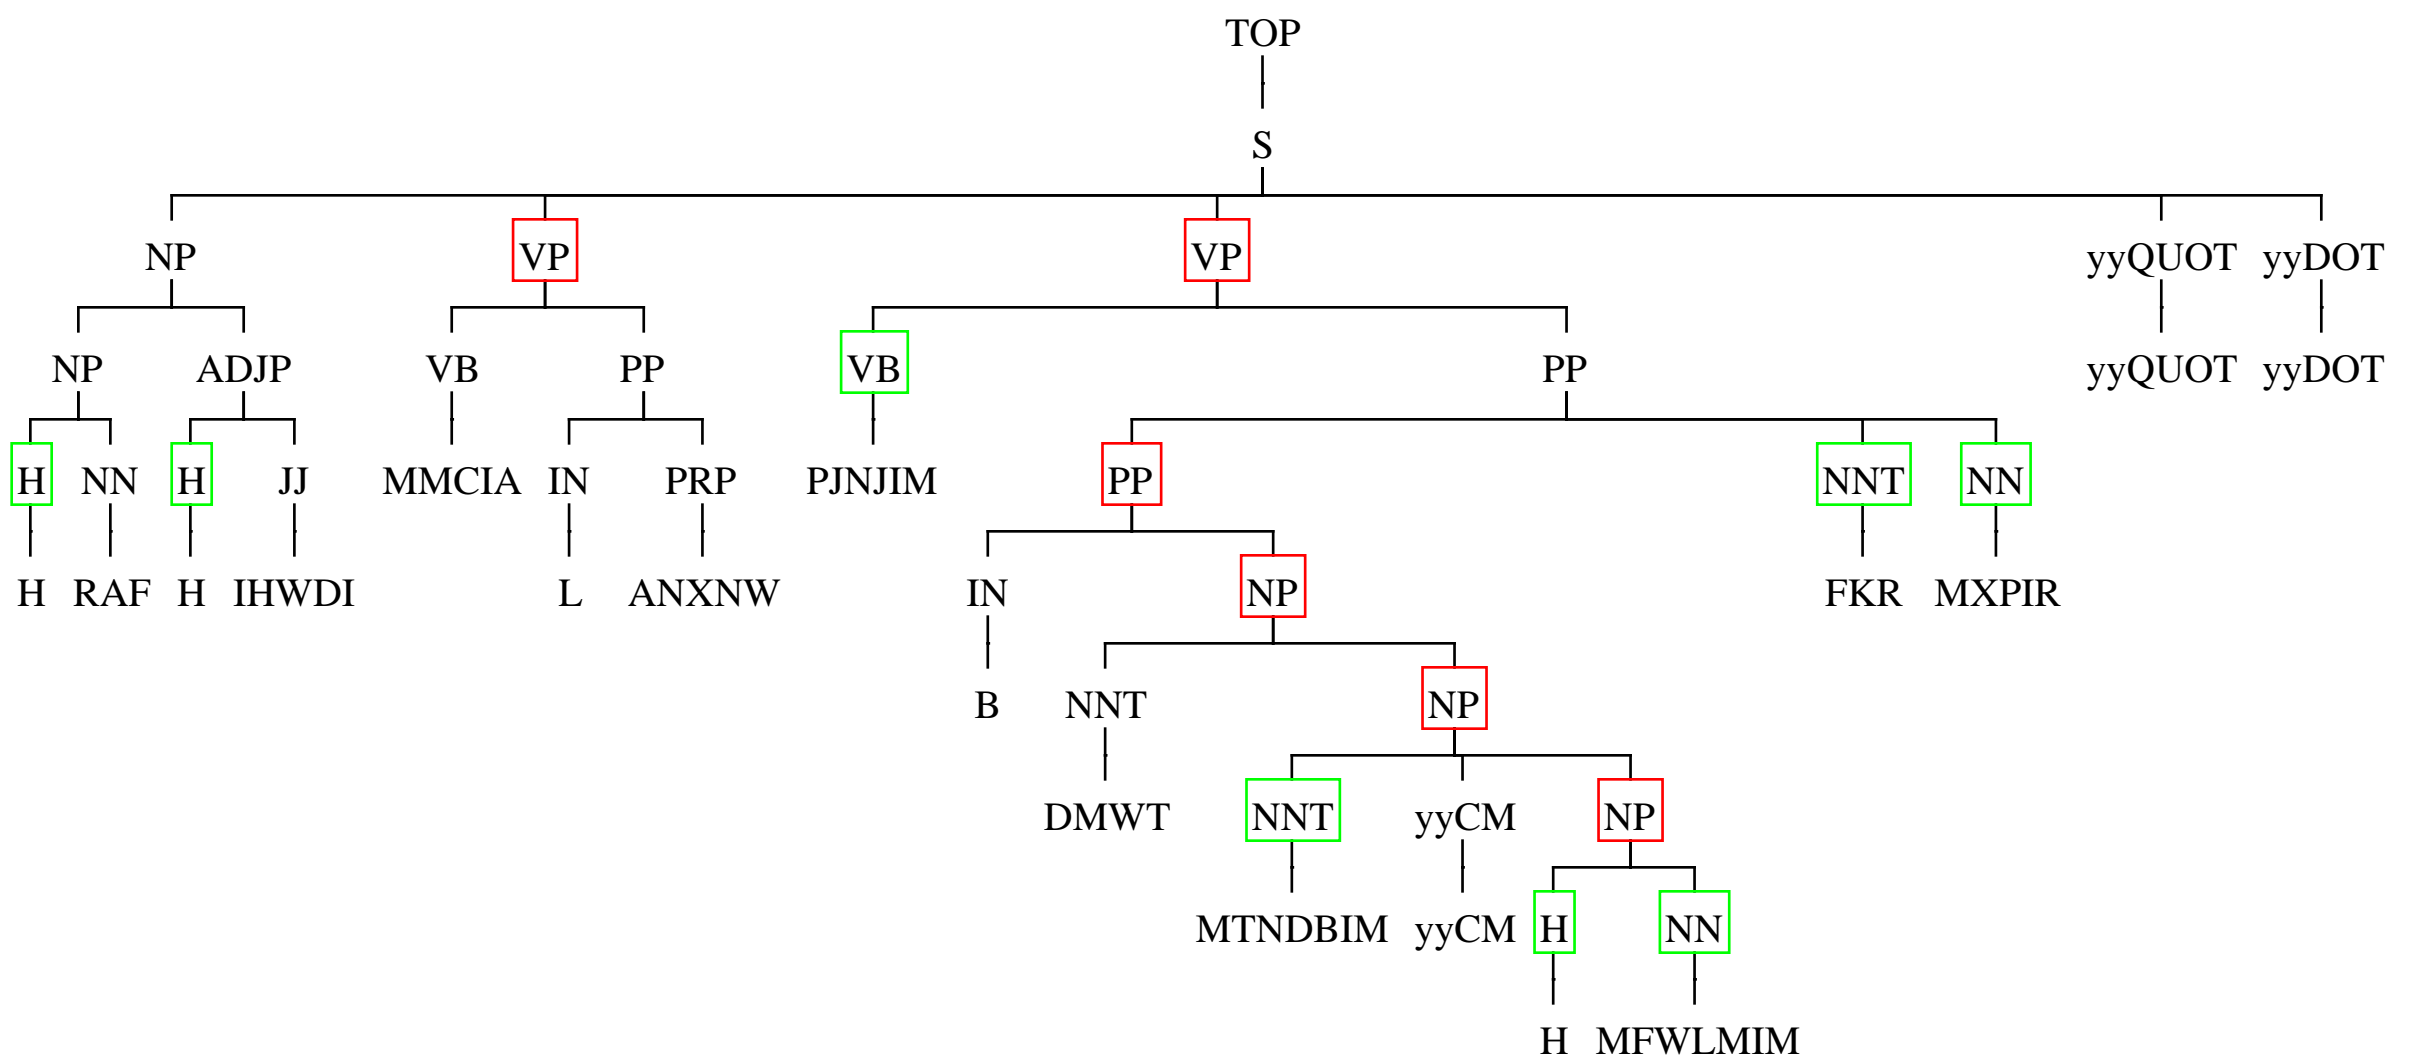 TOP
S
NP VP VP yyQUOT yyDOT
NP ADJP VB PP VB PP yyQUOT yyDOT
H NN H JJ MMCIA IN PRP PJNJIM PP NNT NN
H RAF H IHWDI L ANXNW IN NP FKR MXPIR
B NNT NP
DMWT NNT yyCM NP
MTNDBIM yyCM H NN
H MFWLMIM